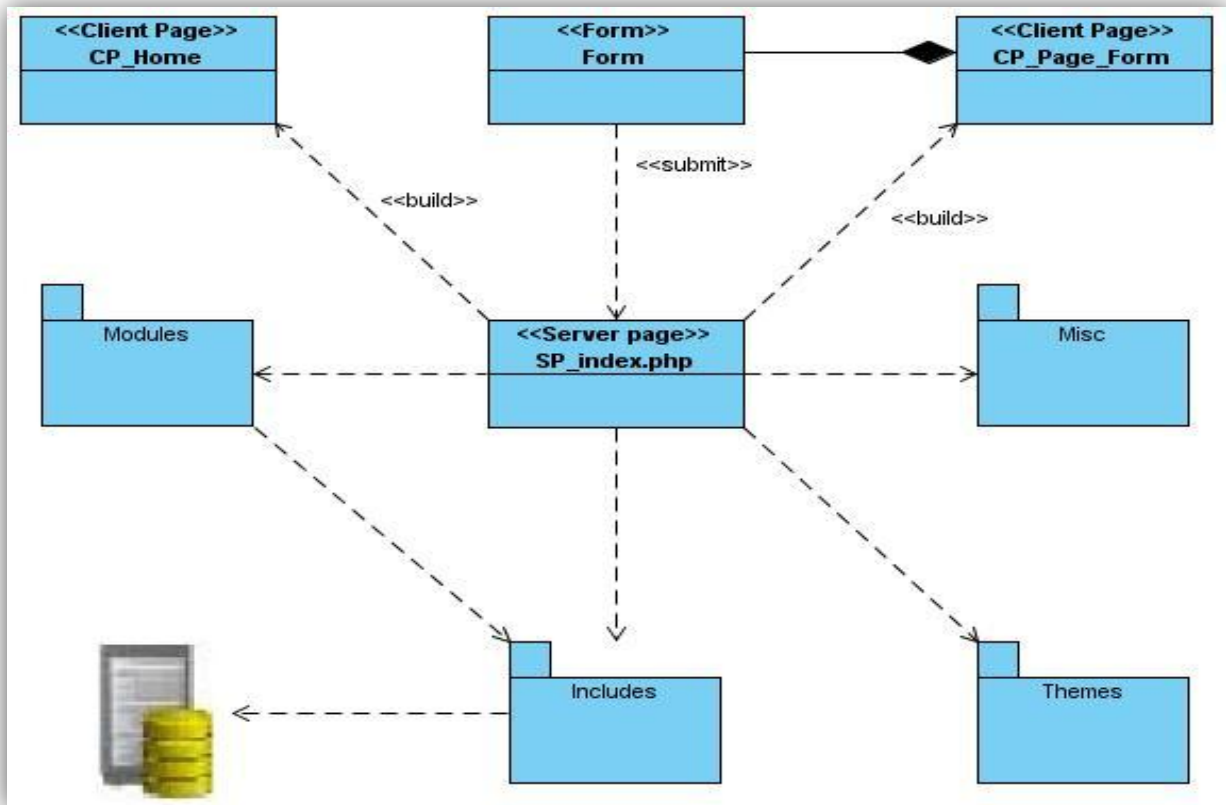 <<Client Page>>
CP_Home
<<Form>>
Form
<<Client Page>>
CP_Page_Form
<<submit>>
<<build>>
<<build>>
Modules
<<Server page>>
SP_index.php
Misc
Includes
Themes